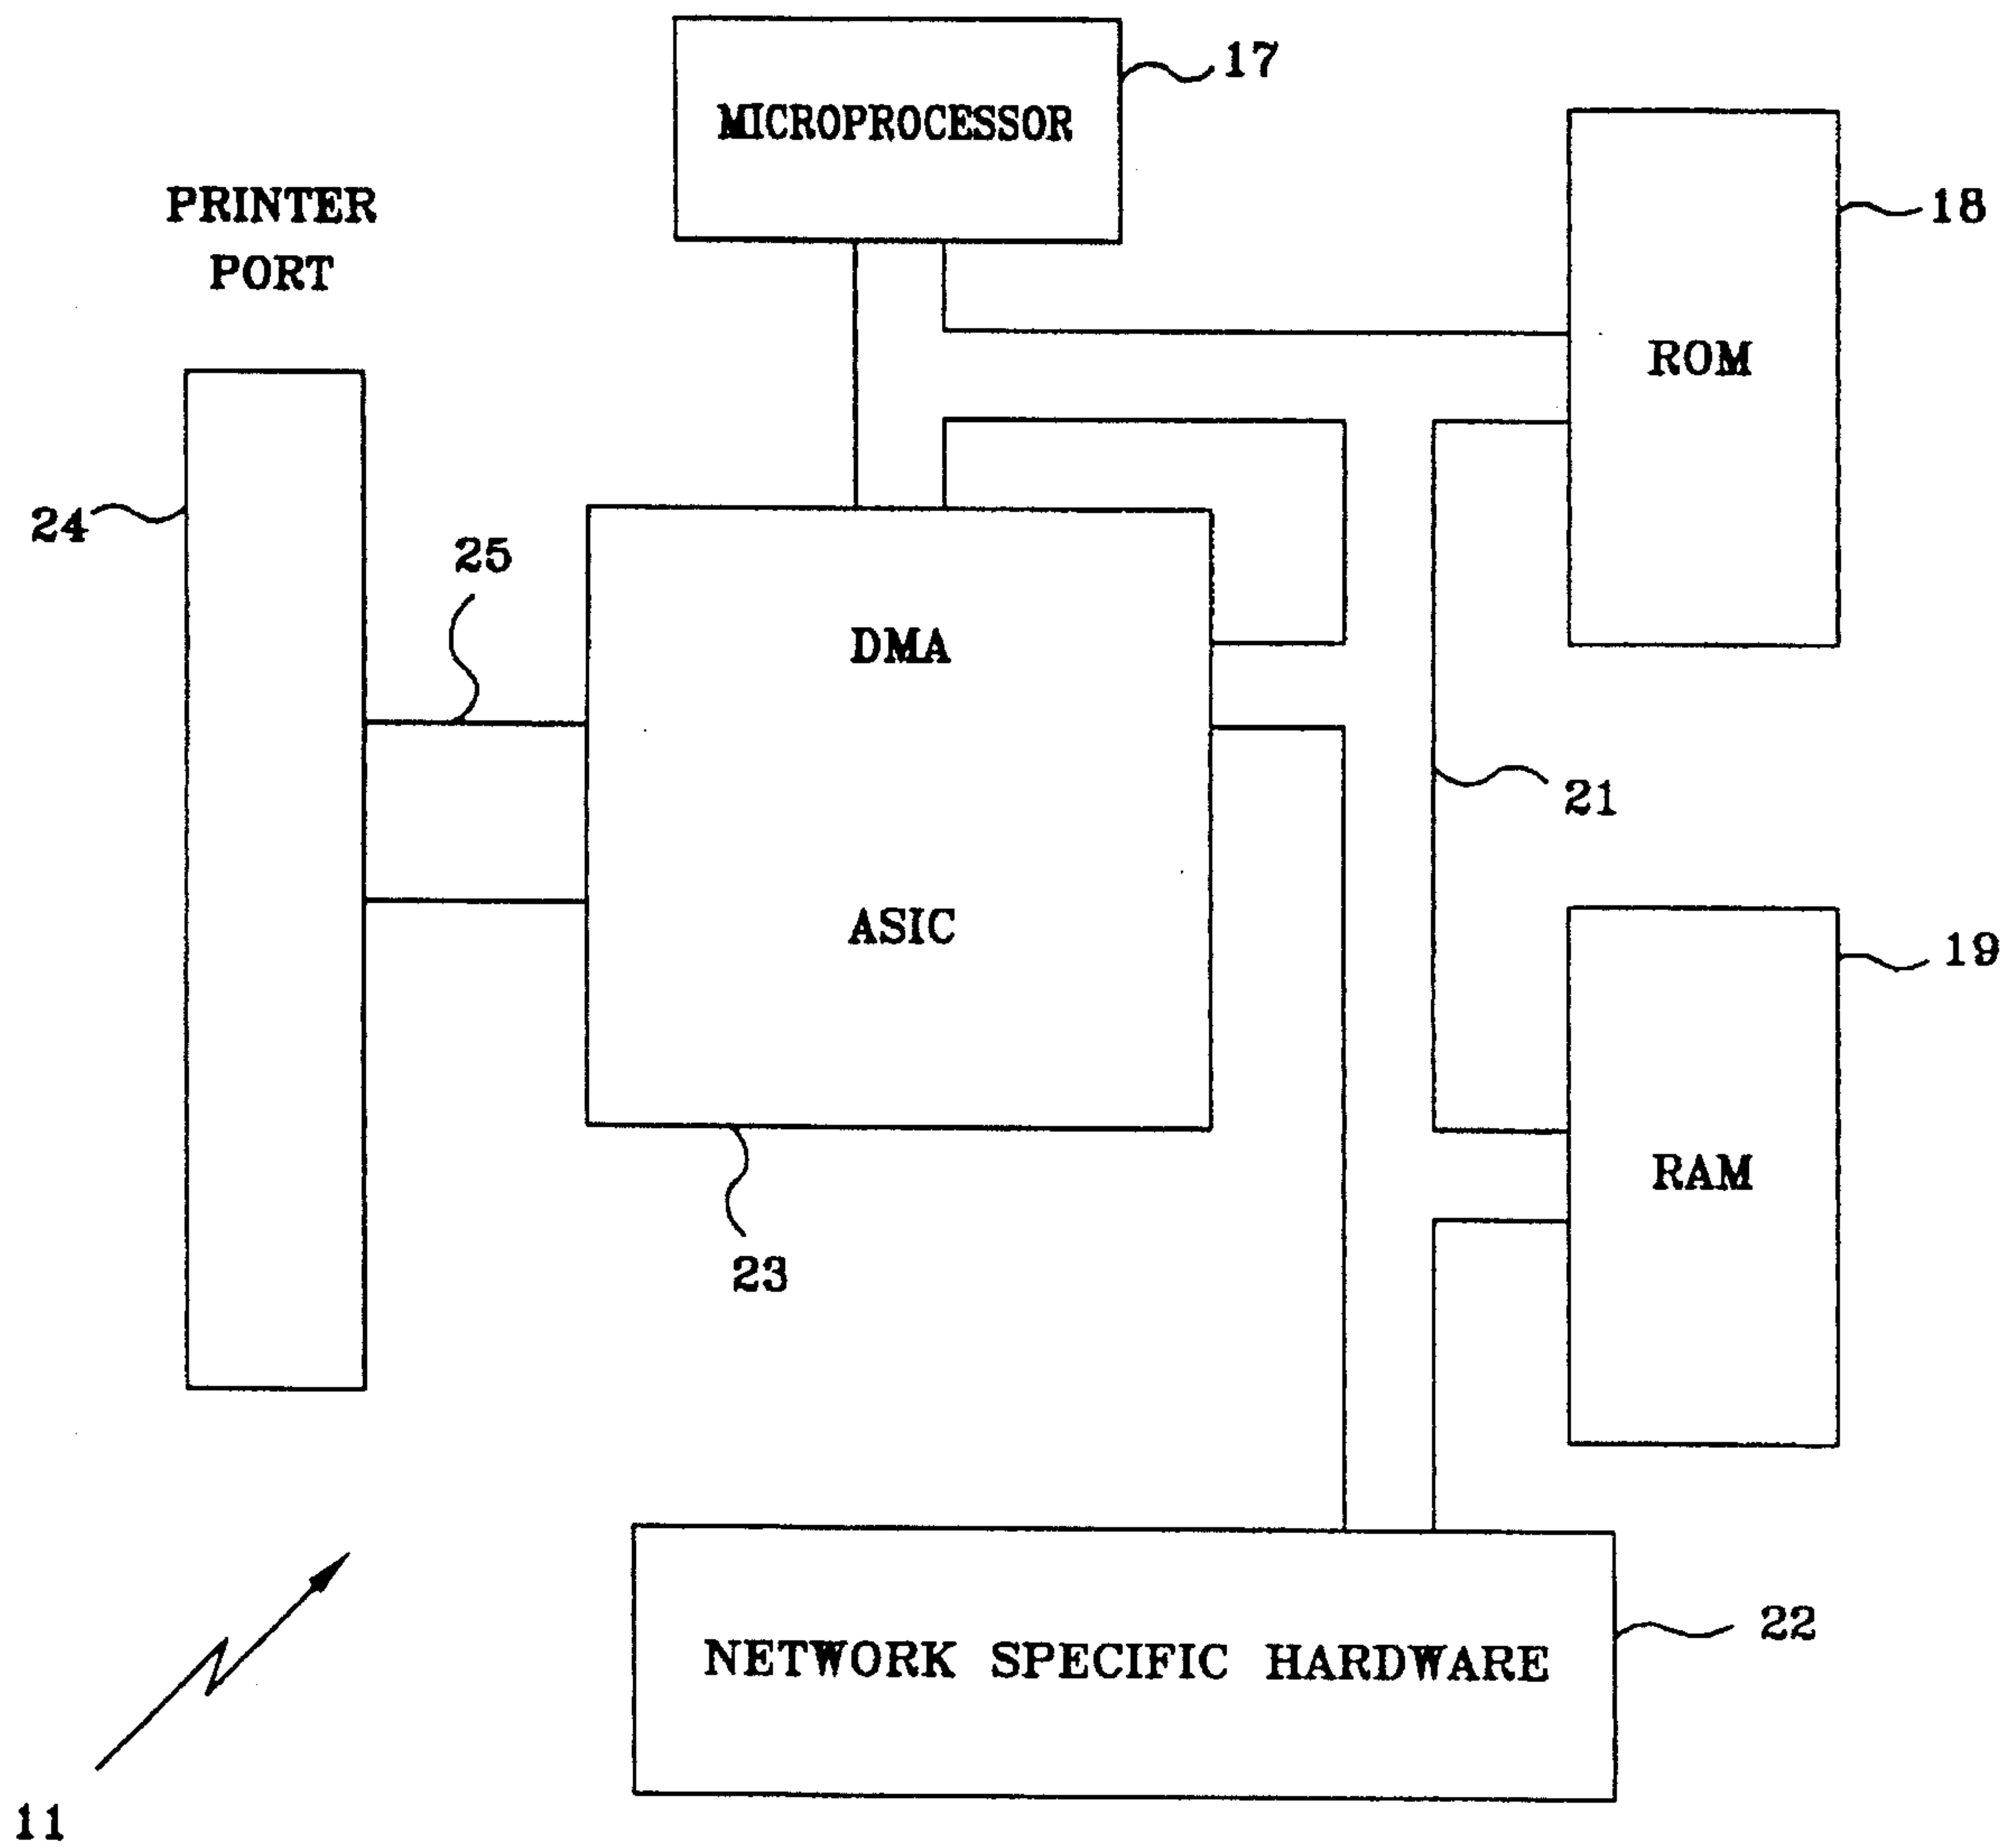 17
MICROPROCESSOR
PRINTER
PORT
18
ROM
24
25
DMA
21
ASIC
19
RAM
23
22
NETWORK SPECIFIC HARDWARE
11